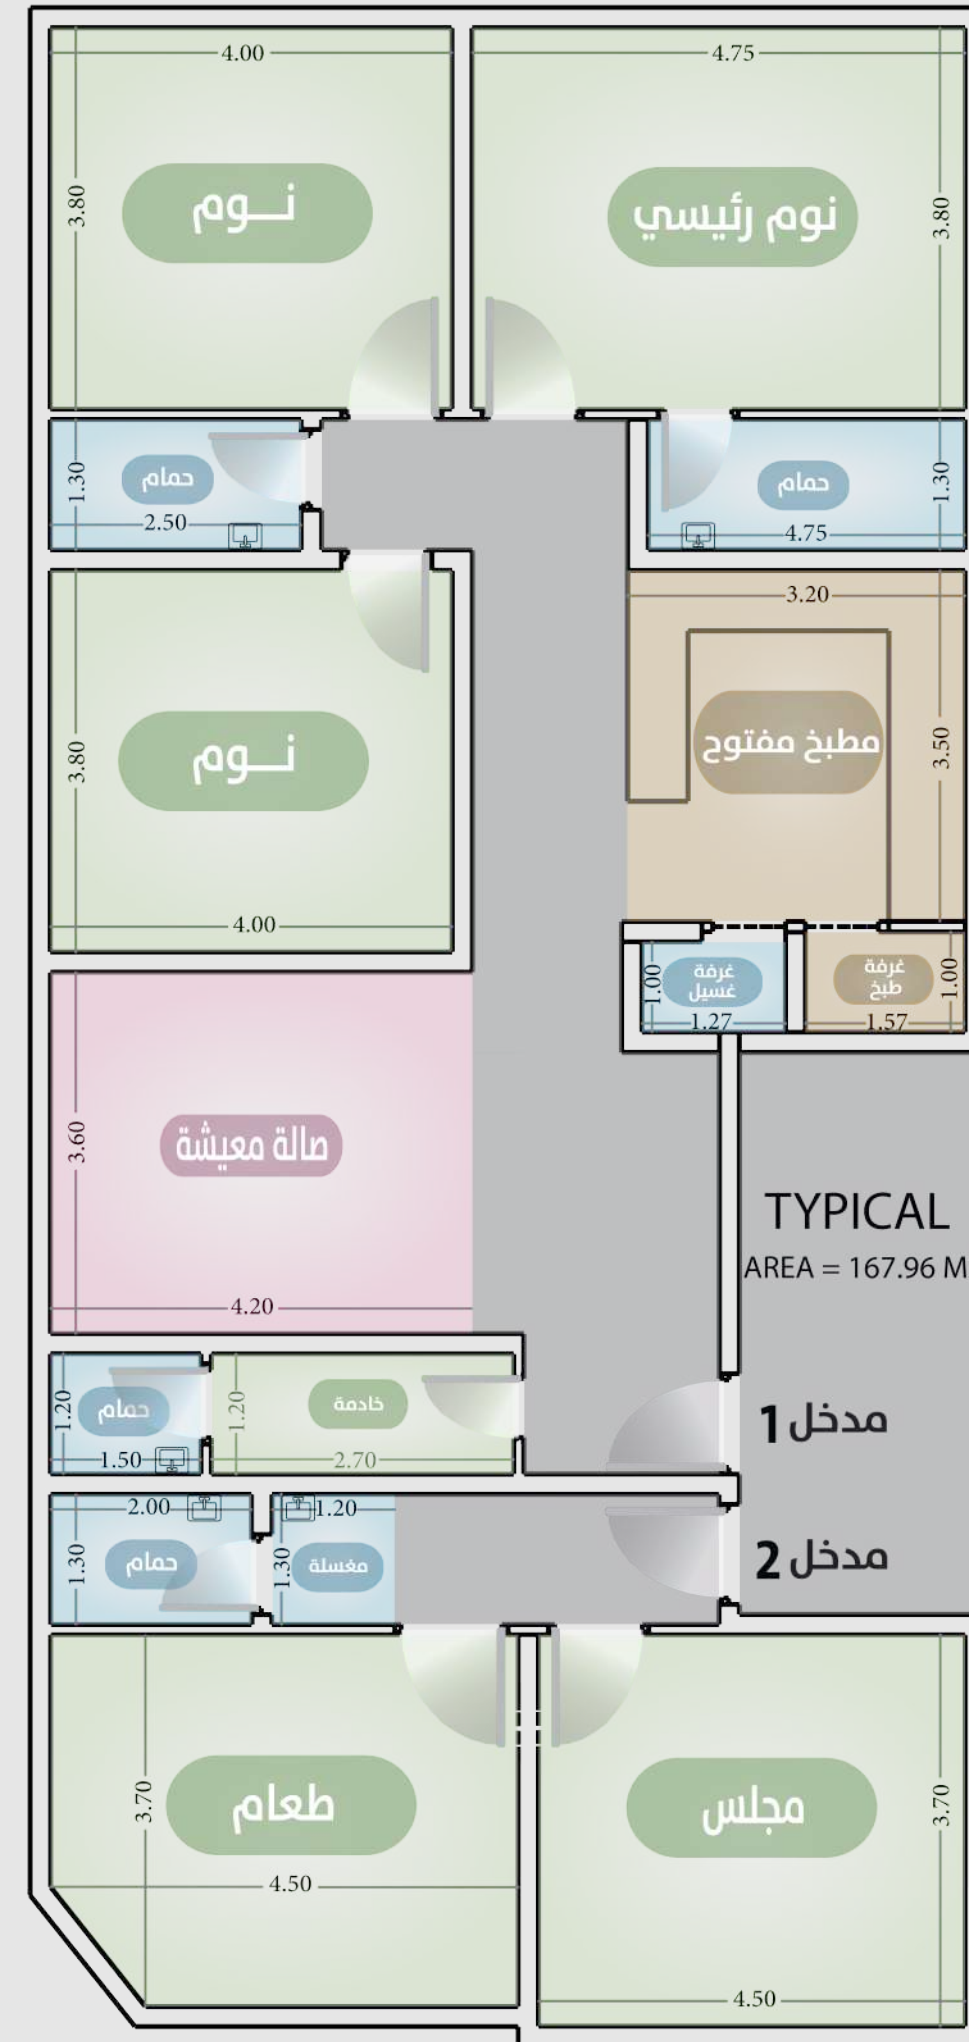 4.00
4.75
3.80
نــوم
نوم رئيسي
3.80
1.30
حمام
2.50
حمام
1.30
4.75
3.20
3.80
نــوم
4.00
مطبخ مفتوح
3.50
1.00
غرفة
غسيل
1.27
غرفة
طبخ
1.00
1.57
3.60
صالة معيشة
4.20
TYPICAL
AREA = 167.96 M
1.20
حمام
1.50
1.20
خادمة
2.70
مدخل 1
2.00
1.30
حمام
1.20
1.30
مغسلة
مدخل 2
3.70
طعام
4.50
مجلس
3.70
4.50